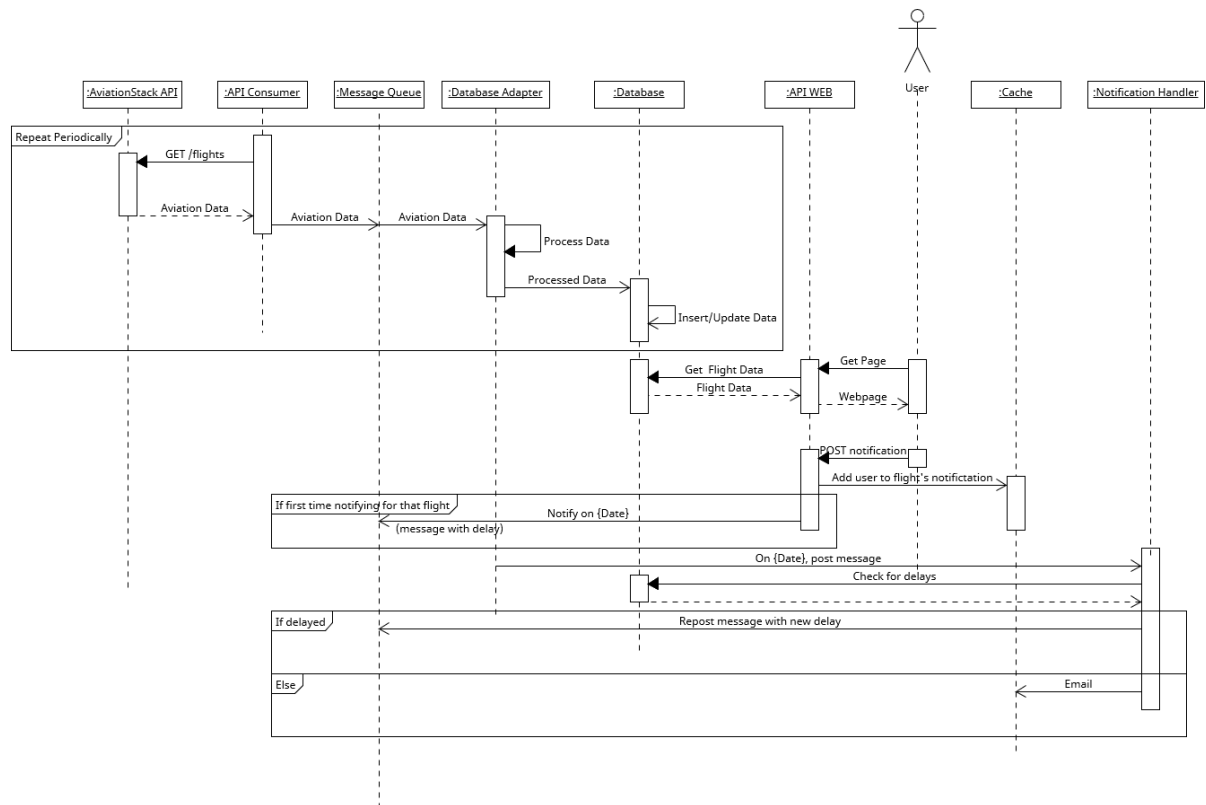 :AviationStack API
:API Consumer
:Message Queue
:Database Adapter
:Database
:API WEB
User
:Cache
:Notification Handler
Repeat Periodically
GET /flights
Aviation Data
Aviation Data
Aviation Data
Process Data
Processed Data
Insert/Update Data
Get Page
Get Flight Data
Flight Data
Webpage
POST notification
Add user to flight's notifictation
If first time notifying for that flight
Notify on {Date}
(message with delay)
On {Date}, post message
Check for delays
If delayed
Repost message with new delay
Else
Email